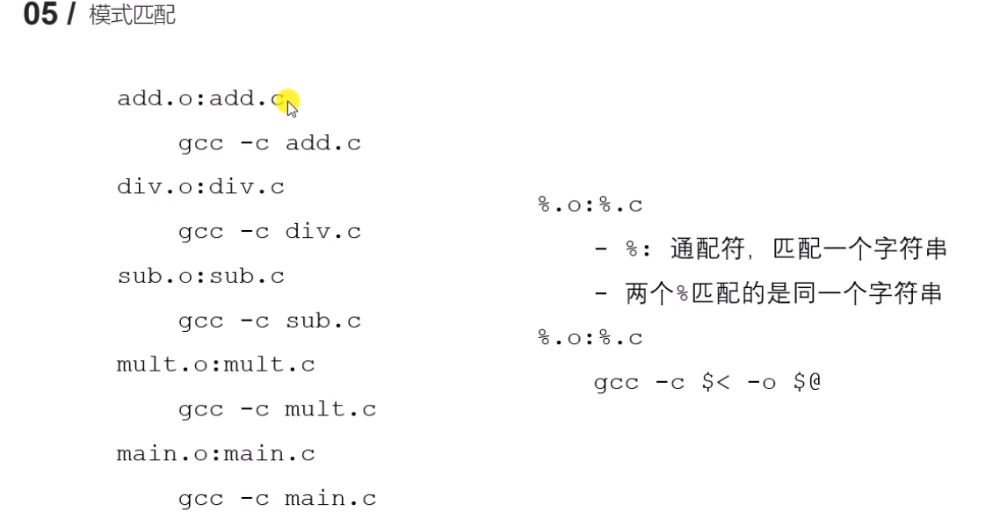 05 / 模式匹配
add.o:add.c
gcc -c add.c
div.o:div.c
gcc -c div.c
sub.o:sub.c
gcc -c sub.c
mult.o:mult.c
gcc -c mult.c
main.o:main.c
gcc -c main.c
%.o:%.c
- %: 通配符, 匹配一个字符串
- 两个%匹配的是同一个字符串
%.o:%.c
gcc -c $< -o $@